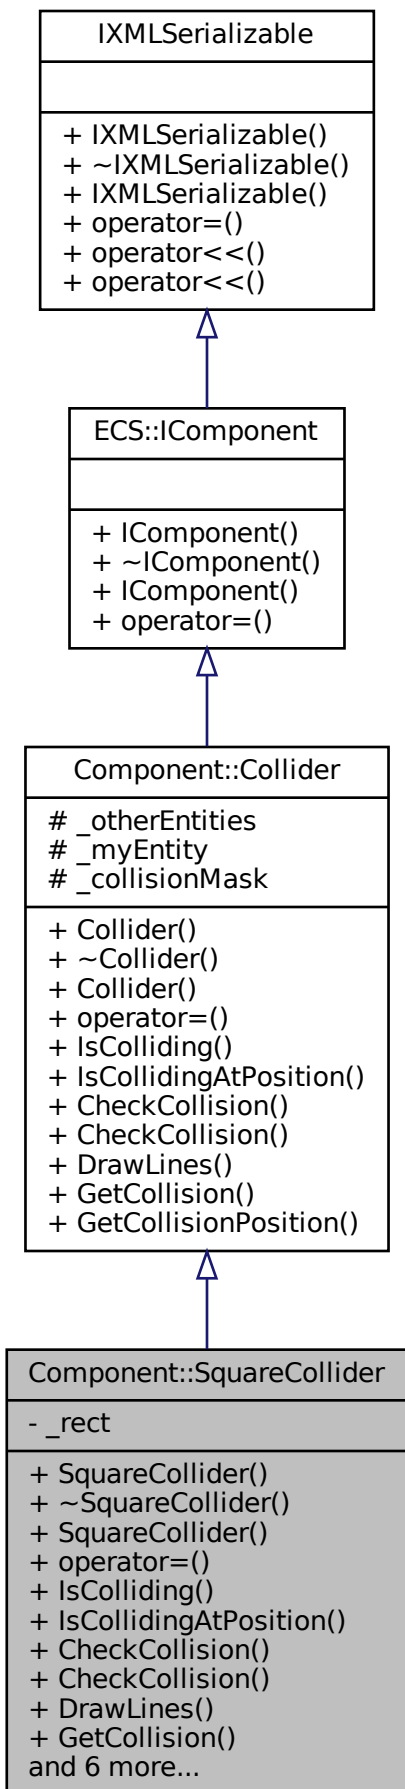 IXMLSerializable
+ IXMLSerializable()
+ ~IXMLSerializable()
+ IXMLSerializable()
+ operator=()
+ operator<<()
+ operator<<()
ECS::IComponent
+ IComponent()
+ ~IComponent()
+ IComponent()
+ operator=()
Component::Collider
# _otherEntities
# _myEntity
# _collisionMask
+ Collider()
+ ~Collider()
+ Collider()
+ operator=()
+ IsColliding()
+ IsCollidingAtPosition()
+ CheckCollision()
+ CheckCollision()
+ DrawLines()
+ GetCollision()
+ GetCollisionPosition()
Component::SquareCollider
- _rect
+ SquareCollider()
+ ~SquareCollider()
+ SquareCollider()
+ operator=()
+ IsColliding()
+ IsCollidingAtPosition()
+ CheckCollision()
+ CheckCollision()
+ DrawLines()
+ GetCollision()
and 6 more...